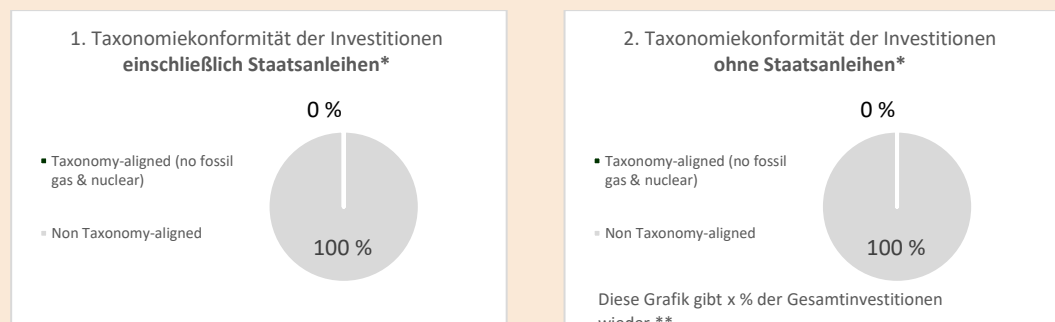 1. Taxonomiekonformität der Investitionen
einschließlich Staatsanleihen*
0 %
Taxonomy-aligned (no fossil
gas & nuclear)
Non Taxonomy-aligned
100 %
2. Taxonomiekonformität der Investitionen
ohne Staatsanleihen*
0 %
Taxonomy-aligned (no fossil
gas & nuclear)
Non Taxonomy-aligned
100 %
Diese Grafik gibt x % der Gesamtinvestitionen
wieder.**